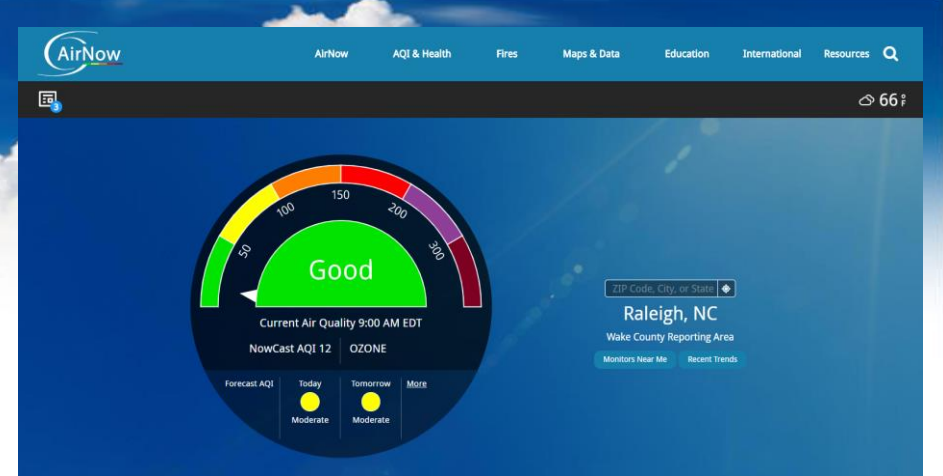 AirNow
AirNow AQI & Health Fires Maps & Data Education International Resources
3
66 °F
50
100
150
200
300
Good
Current Air Quality 9:00 AM EDT
NowCast AQI 12 OZONE
Forecast AQI Today Tomorrow More
Moderate Moderate
ZIP Code, City, or State
Raleigh, NC
Wake County Reporting Area
Monitors Near Me Recent Trends